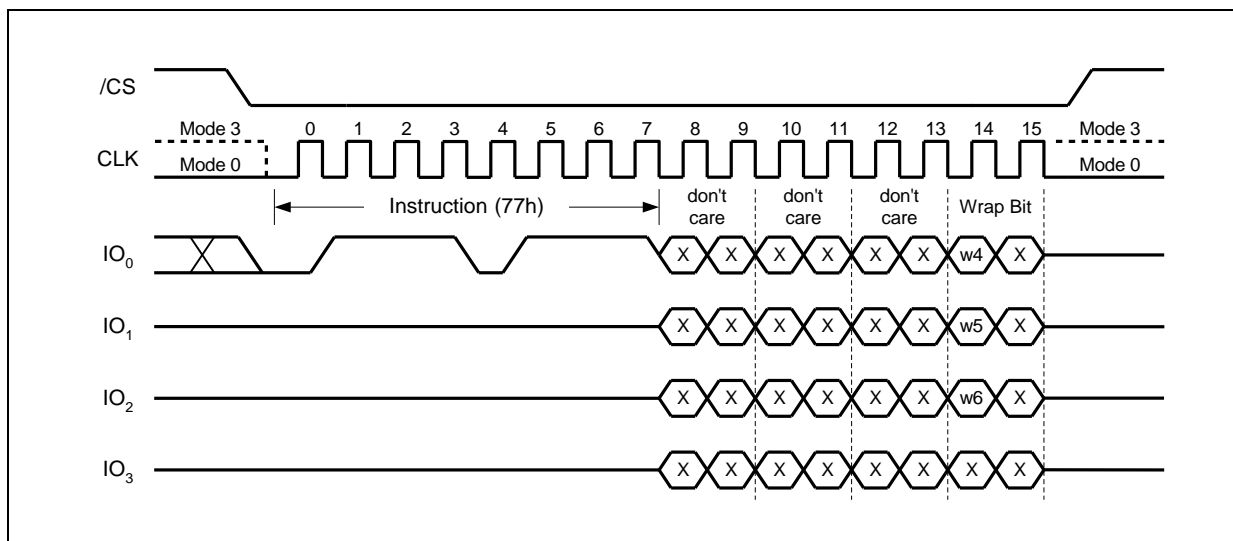 /CS
Mode 3 0 1 2 3 4 5 6 7 8 9 10 11 12 13 14 15 Mode 3
CLK
Mode 0 Mode 0
Instruction (77h) don't care don't care don't care Wrap Bit
IO0 X X X X X X w4 X
IO1 X X X X X X w5 X
IO2 X X X X X X w6 X
IO3 X X X X X X X X